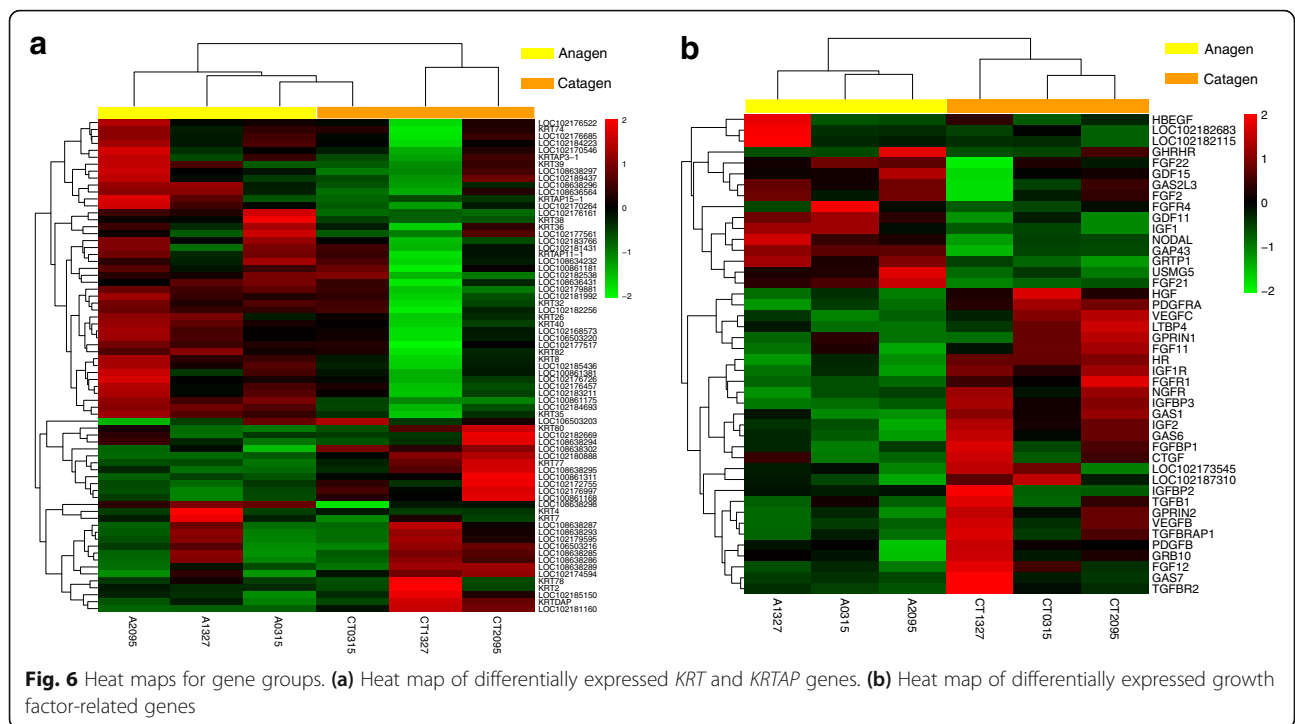 a
Anagen
Catagen
2
1
0
−1
−2
LOC102176522
KRT74
LOC102176685
LOC102184223
LOC102170546
KRTAP3-1
KRT39
LOC108638297
LOC102189437
LOC108638296
LOC108636564
KRTAP15-1
LOC102170264
LOC102176161
KRT38
KRT36
LOC102177561
LOC102183766
LOC102181431
KRTAP11-1
LOC108634232
LOC100861181
LOC102182538
LOC108636431
LOC102179881
LOC102181992
KRT32
LOC102182256
KRT26
KRT40
LOC102168573
LOC106503220
LOC102177517
KRT82
KRT8
LOC102185436
LOC100861381
LOC102176726
LOC102176457
LOC102183211
LOC100861175
LOC102184693
KRT35
LOC106503203
KRT80
LOC102182669
LOC108638294
LOC108638302
LOC102180888
KRT77
LOC108638295
LOC100861311
LOC102172755
LOC102176997
LOC100861168
LOC108638298
KRT4
KRT7
LOC108638287
LOC108638293
LOC102179595
LOC106503216
LOC108638285
LOC108638286
LOC108638289
LOC102174594
KRT78
KRT2
LOC102185150
KRTDAP
LOC102181160
A2095
A1327
A0315
CT0315
CT1327
CT2095
b
Anagen
Catagen
2
1
0
−1
−2
HBEGF
LOC102182683
LOC102182115
GHRHR
FGF22
GDF15
GAS2L3
FGF2
FGFR4
GDF11
IGF1
NODAL
GAP43
GRTP1
USMG5
FGF21
HGF
PDGFRA
VEGFC
LTBP4
GPRIN1
FGF11
HR
IGF1R
FGFR1
NGFR
IGFBP3
GAS1
IGF2
GAS6
FGFBP1
CTGF
LOC102173545
LOC102187310
IGFBP2
TGFB1
GPRIN2
VEGFB
TGFBRAP1
PDGFB
GRB10
FGF12
GAS7
TGFBR2
A1327
A0315
A2095
CT1327
CT0315
CT2095
Fig. 6 Heat maps for gene groups. (a) Heat map of differentially expressed KRT and KRTAP genes. (b) Heat map of differentially expressed growth
factor-related genes